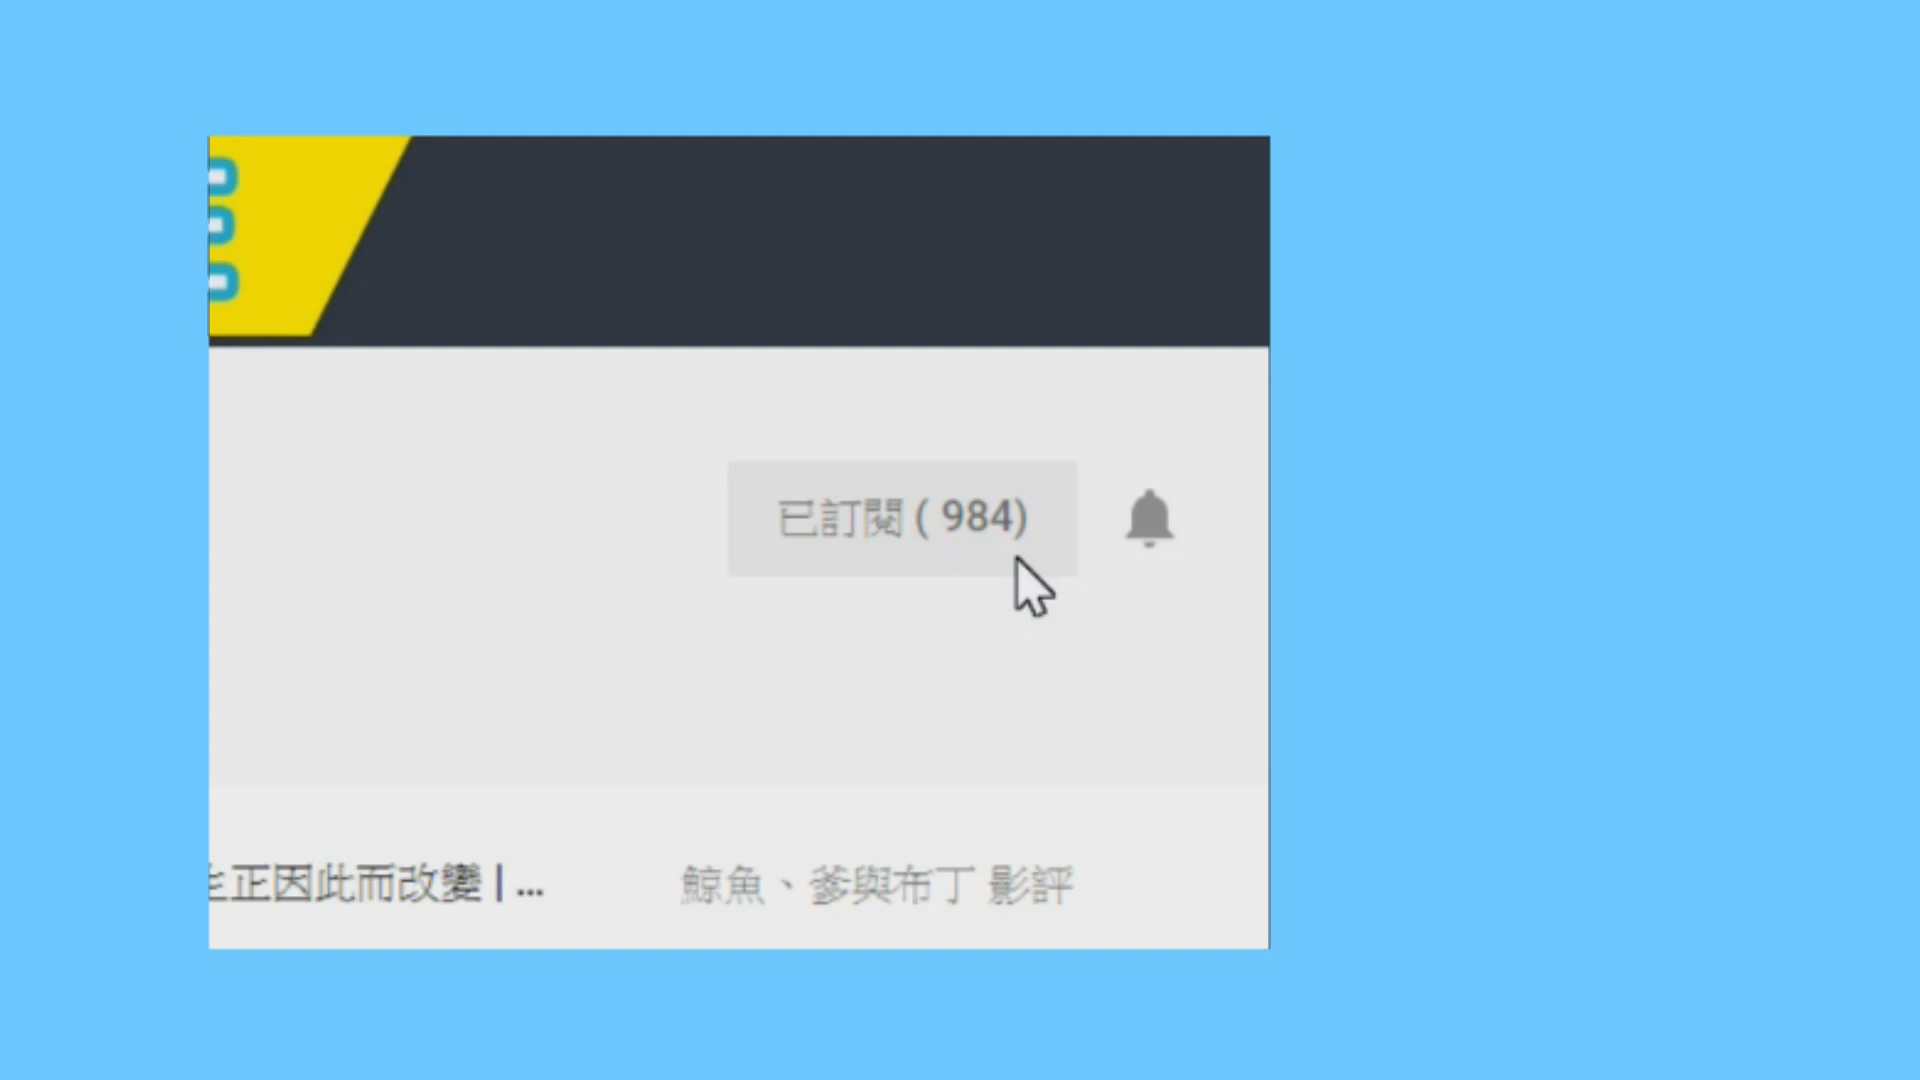 已訂閱 ( 984)
正因此而改變 | ...
鯨魚、爹與布丁 影評